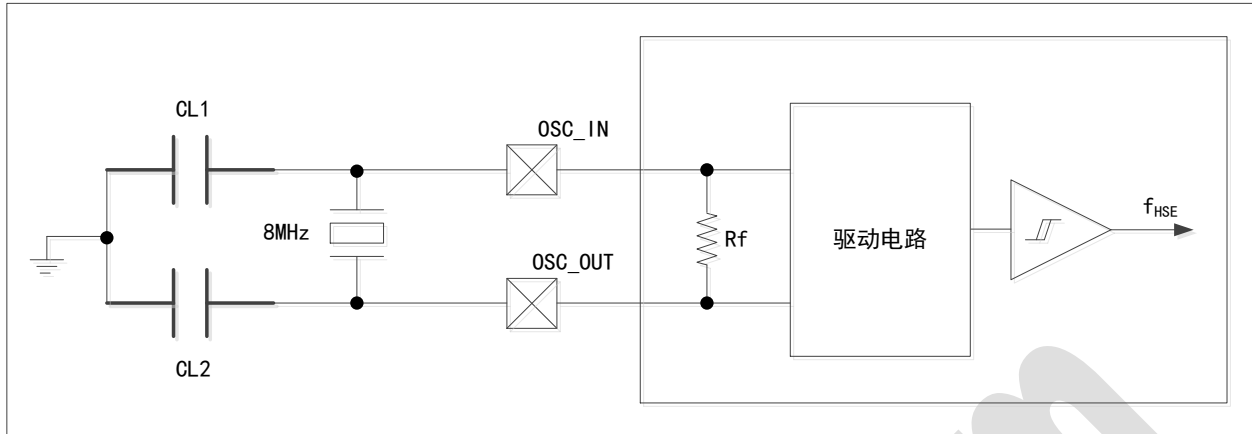 CL1
OSC_IN
8MHz
Rf
驱动电路
fHSE
OSC_OUT
CL2